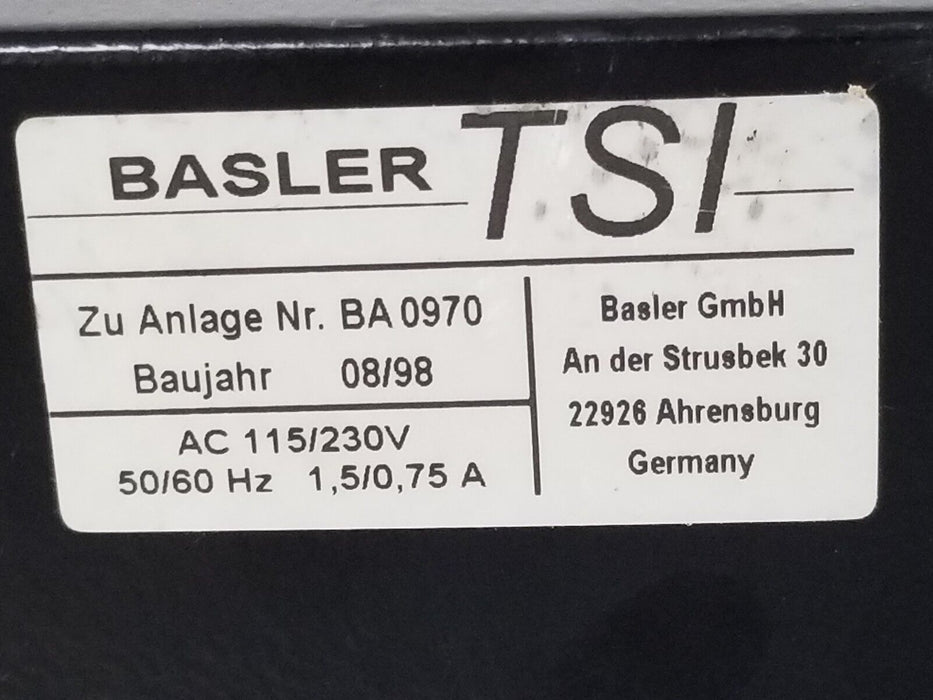 BASLER TSI
Zu Anlage Nr. BA 0970
Baujahr 08/98
AC 115/230V
50/60 Hz 1,5/0,75 A
Basler GmbH
An der Strusbek 30
22926 Ahrensburg
Germany